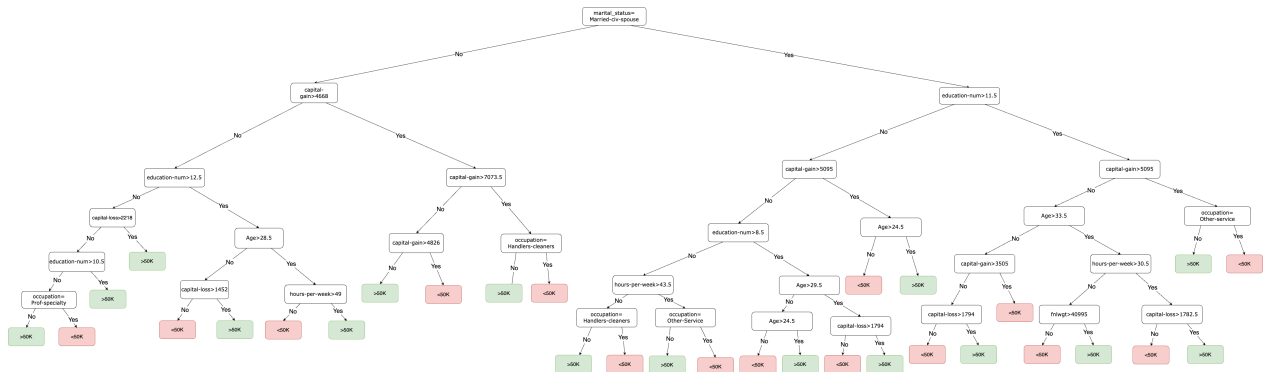 marital_status=
Married-civ-spouse
No
Yes
capital-
gain>4668
education-num>11.5
No
Yes
No
Yes
education-num>12.5
capital-gain>7073.5
capital-gain>5095
capital-gain>5095
No
Yes
No
Yes
No
Yes
No
Yes
capital-loss>2218
Age>28.5
capital-gain>4826
occupation=
Handlers-cleaners
education-num>8.5
Age>24.5
Age>33.5
occupation=
Other-service
No
Yes
No
Yes
No
Yes
No
Yes
No
Yes
No
Yes
No
Yes
No
Yes
education-num>10.5
>50K
capital-loss>1452
hours-per-week>49
>50K
<50K
>50K
<50K
hours-per-week>43.5
Age>29.5
<50K
>50K
capital-gain>3505
hours-per-week>30.5
>50K
<50K
No
Yes
No
Yes
No
Yes
No
Yes
No
Yes
No
Yes
No
Yes
occupation=
Prof-specialty
>50K
<50K
>50K
<50K
>50K
occupation=
Handlers-cleaners
occupation=
Other-Service
Age>24.5
capital-loss>1794
capital-loss>1794
<50K
fnlwgt>40995
capital-loss>1782.5
No
Yes
No
Yes
No
Yes
No
Yes
No
Yes
No
Yes
No
Yes
No
Yes
>50K
<50K
>50K
<50K
>50K
<50K
<50K
>50K
<50K
>50K
<50K
>50K
<50K
>50K
<50K
>50K